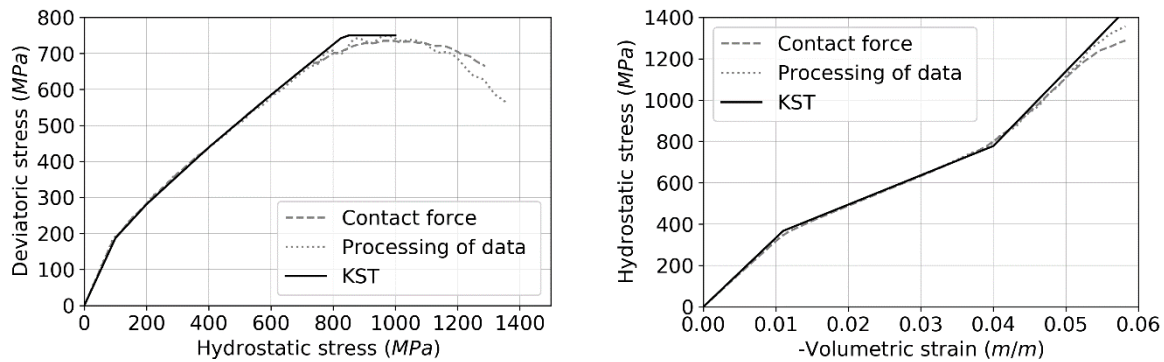 800
700
600
500
400
300
200
100
0
Deviatoric stress (MPa)
Contact force
Processing of data
KST
0 200 400 600 800 1000 1200 1400
Hydrostatic stress (MPa)
1400
1200
1000
800
600
400
200
0
Hydrostatic stress (MPa)
Contact force
Processing of data
KST
0.00 0.01 0.02 0.03 0.04 0.05 0.06
-Volumetric strain (m/m)